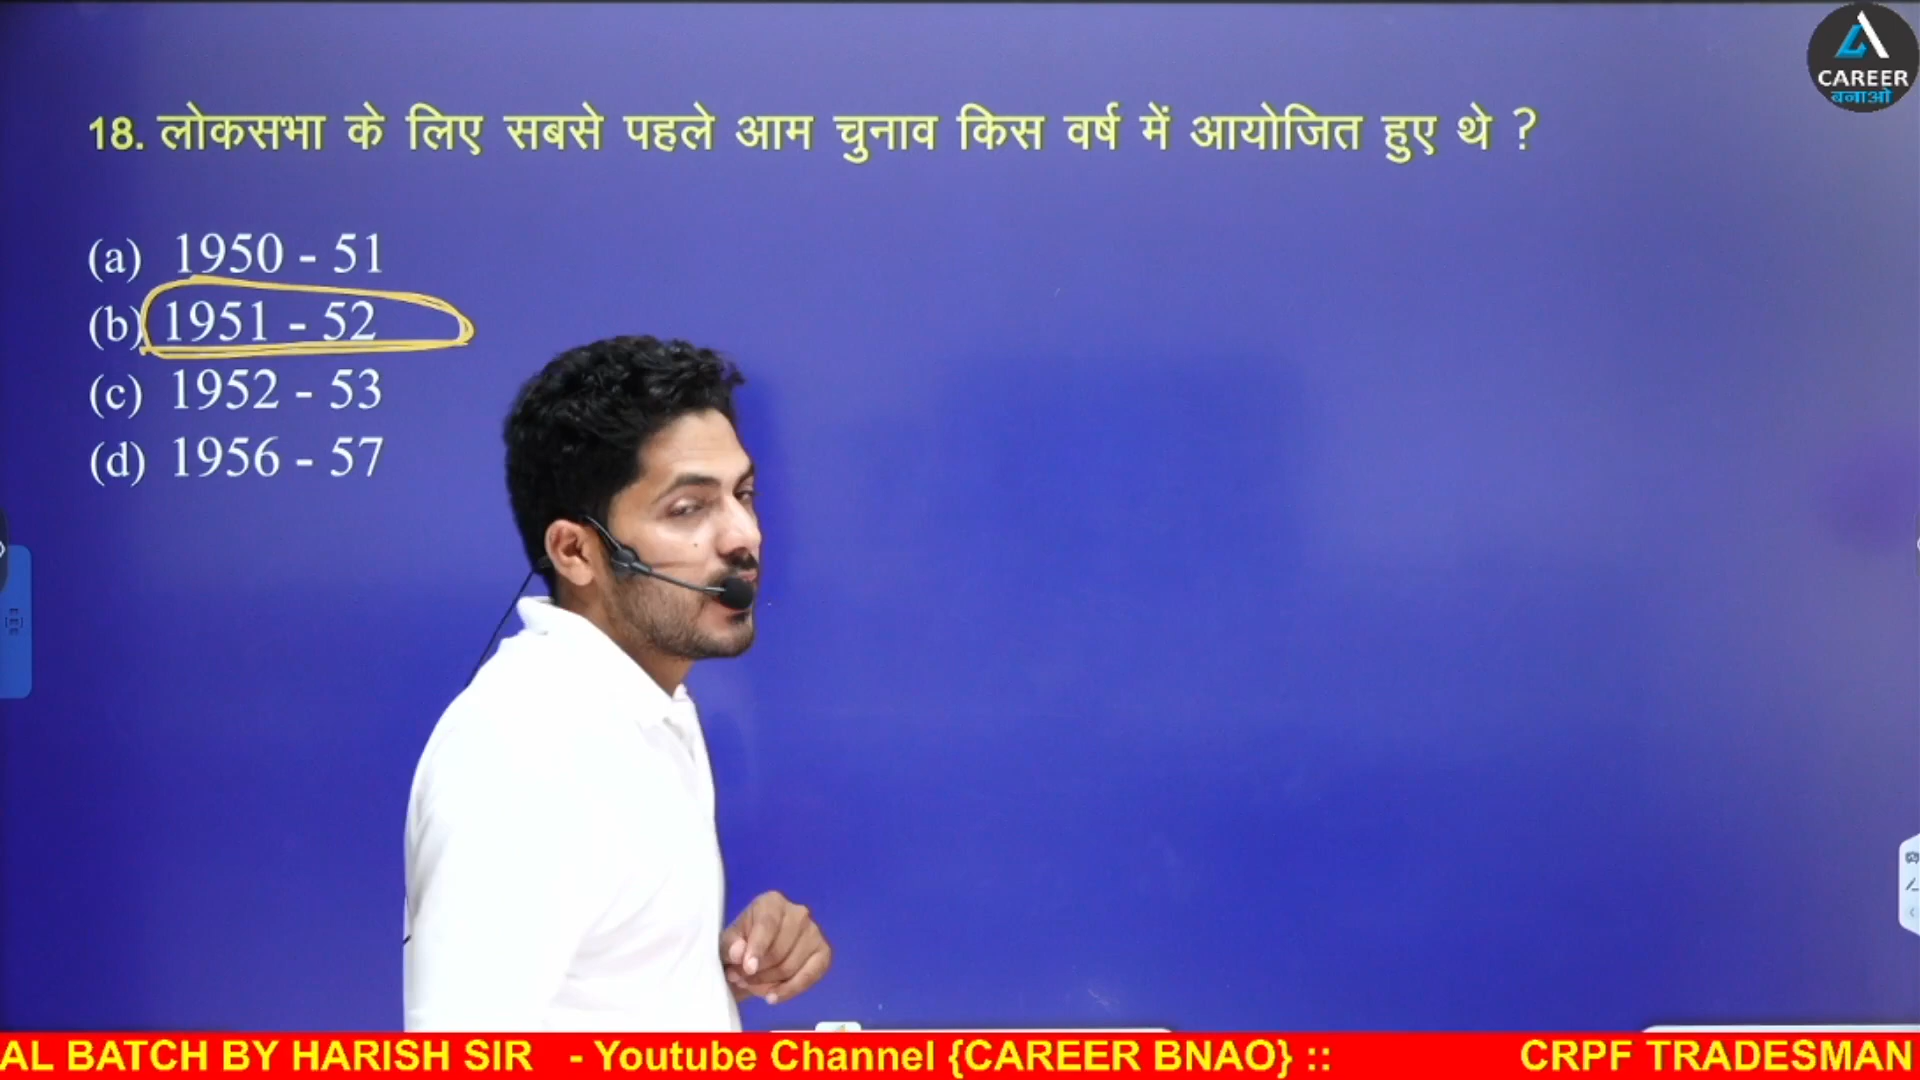 CAREER
बनाओ
18. लोकसभा के लिए सबसे पहले आम चुनाव किस वर्ष में आयोजित हुए थे ?
(a) 1950 - 51
(b) 1951 - 52
(c) 1952 - 53
(d) 1956 - 57
AL BATCH BY HARISH SIR - Youtube Channel {CAREER BNAO} :: CRPF TRADESMAN